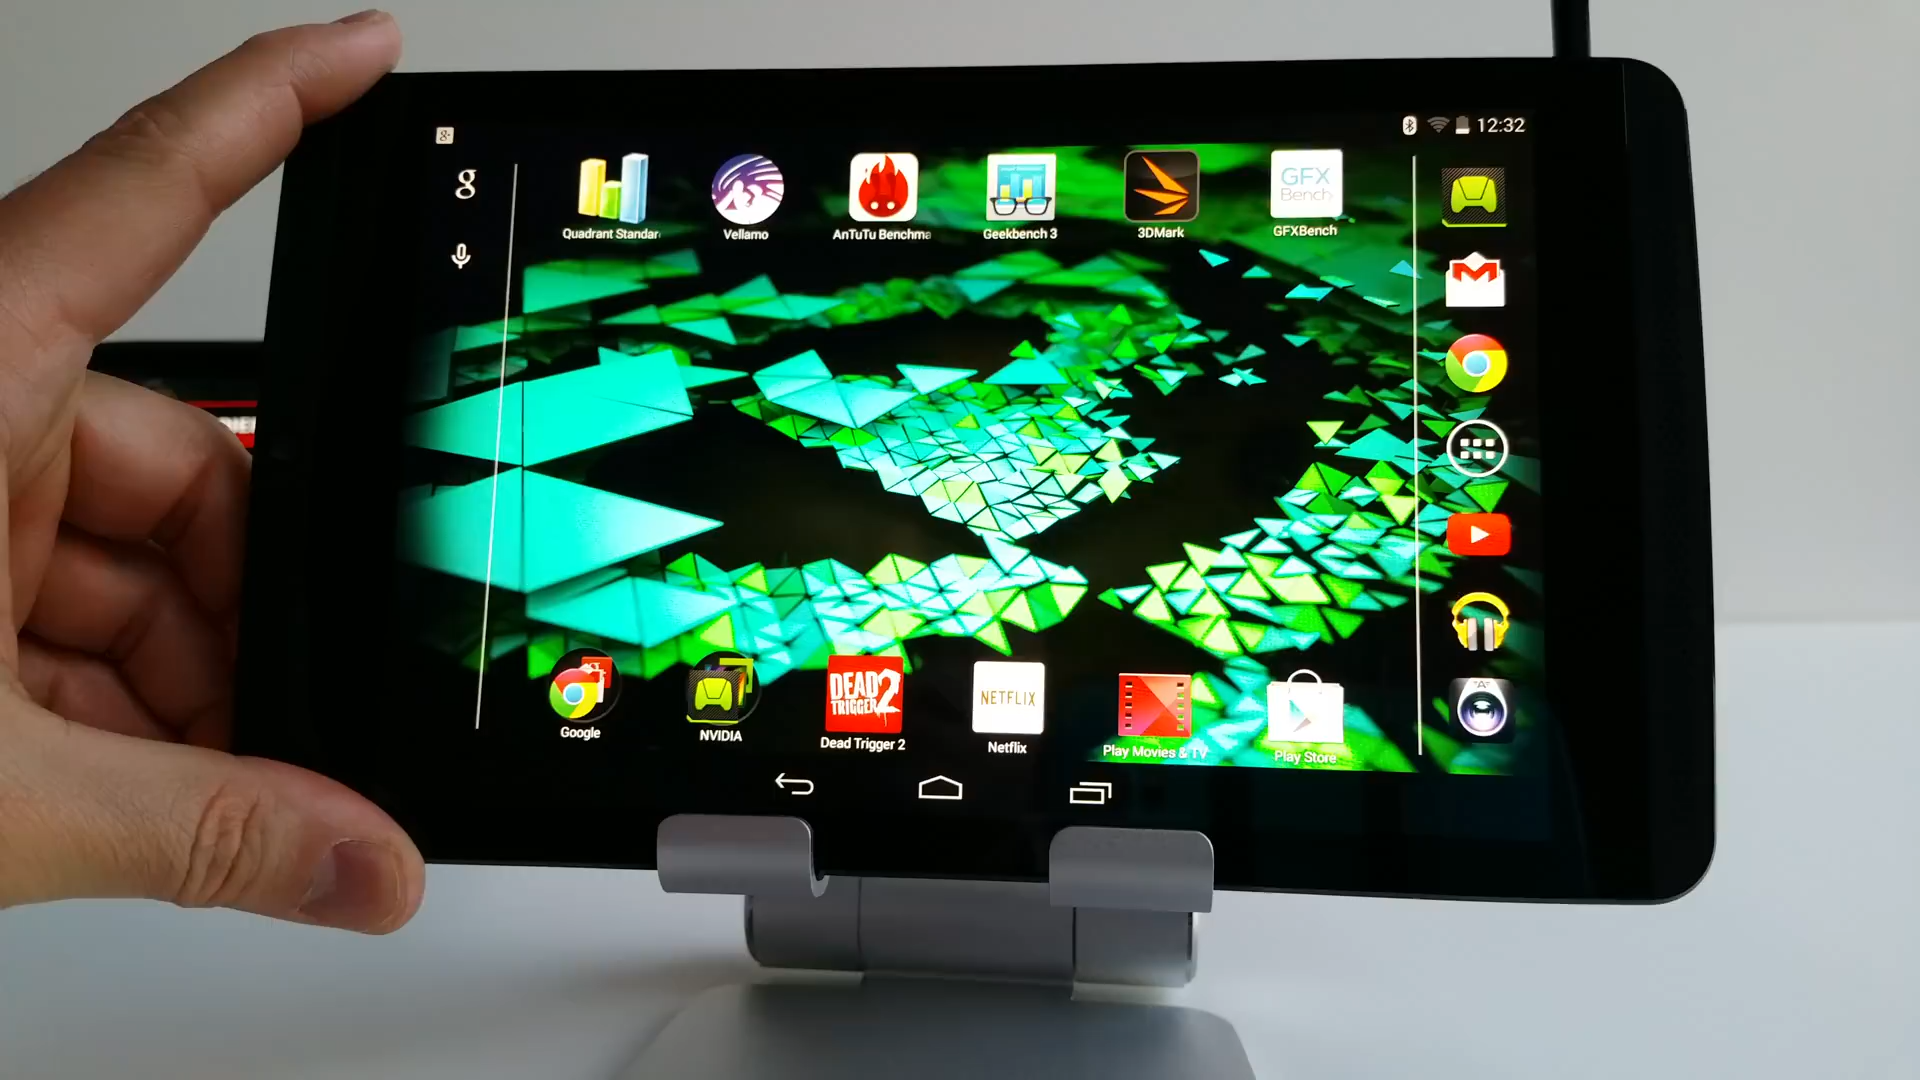 12:32
g
Quadrant Standar
Vellamo
AnTuTu Benchma
Geekbench 3
3DMark
GFX
Bench
GFXBench
DEAD
TRIGGER 2
NETFLIX
Google
NVIDIA
Dead Trigger 2
Netflix
Play Movies & TV
Play Store